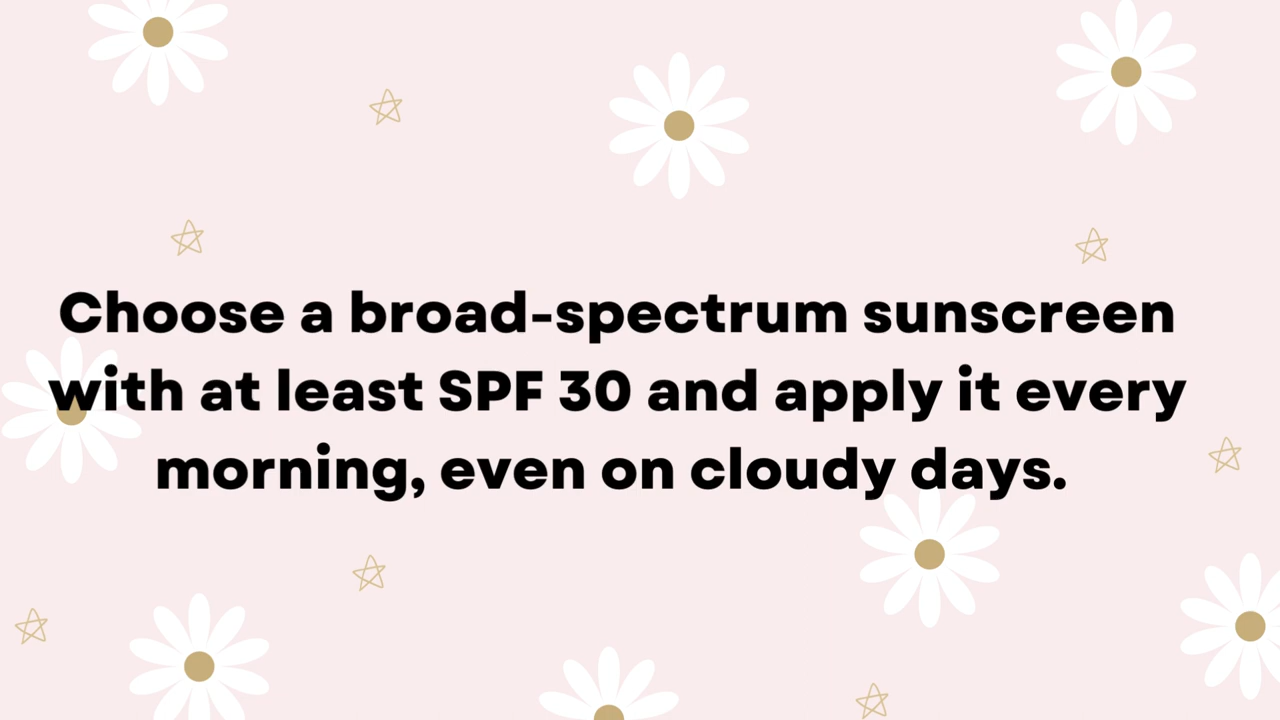 Choose a broad-spectrum sunscreen
with at least SPF 30 and apply it every
morning, even on cloudy days.